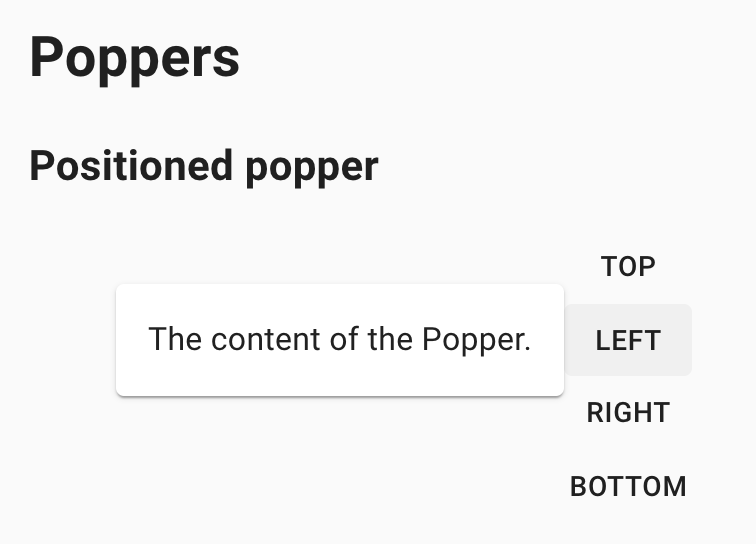 Poppers
Positioned popper
TOP
The content of the Popper.
LEFT
RIGHT
BOTTOM